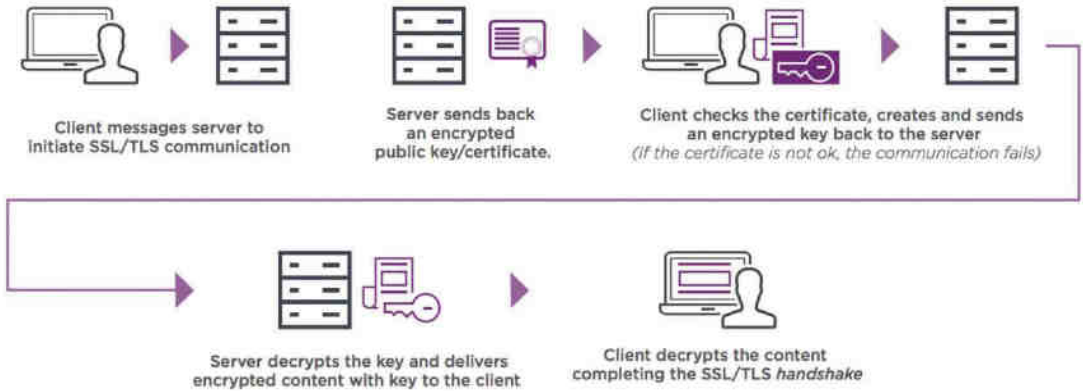 Client messages server to
initiate SSL/TLS communication
Server sends back
an encrypted
public key/certificate.
Client checks the certificate, creates and sends
an encrypted key back to the server
(if the certificate is not ok, the communication fails)
Server decrypts the key and delivers
encrypted content with key to the client
Client decrypts the content
completing the SSL/TLS handshake